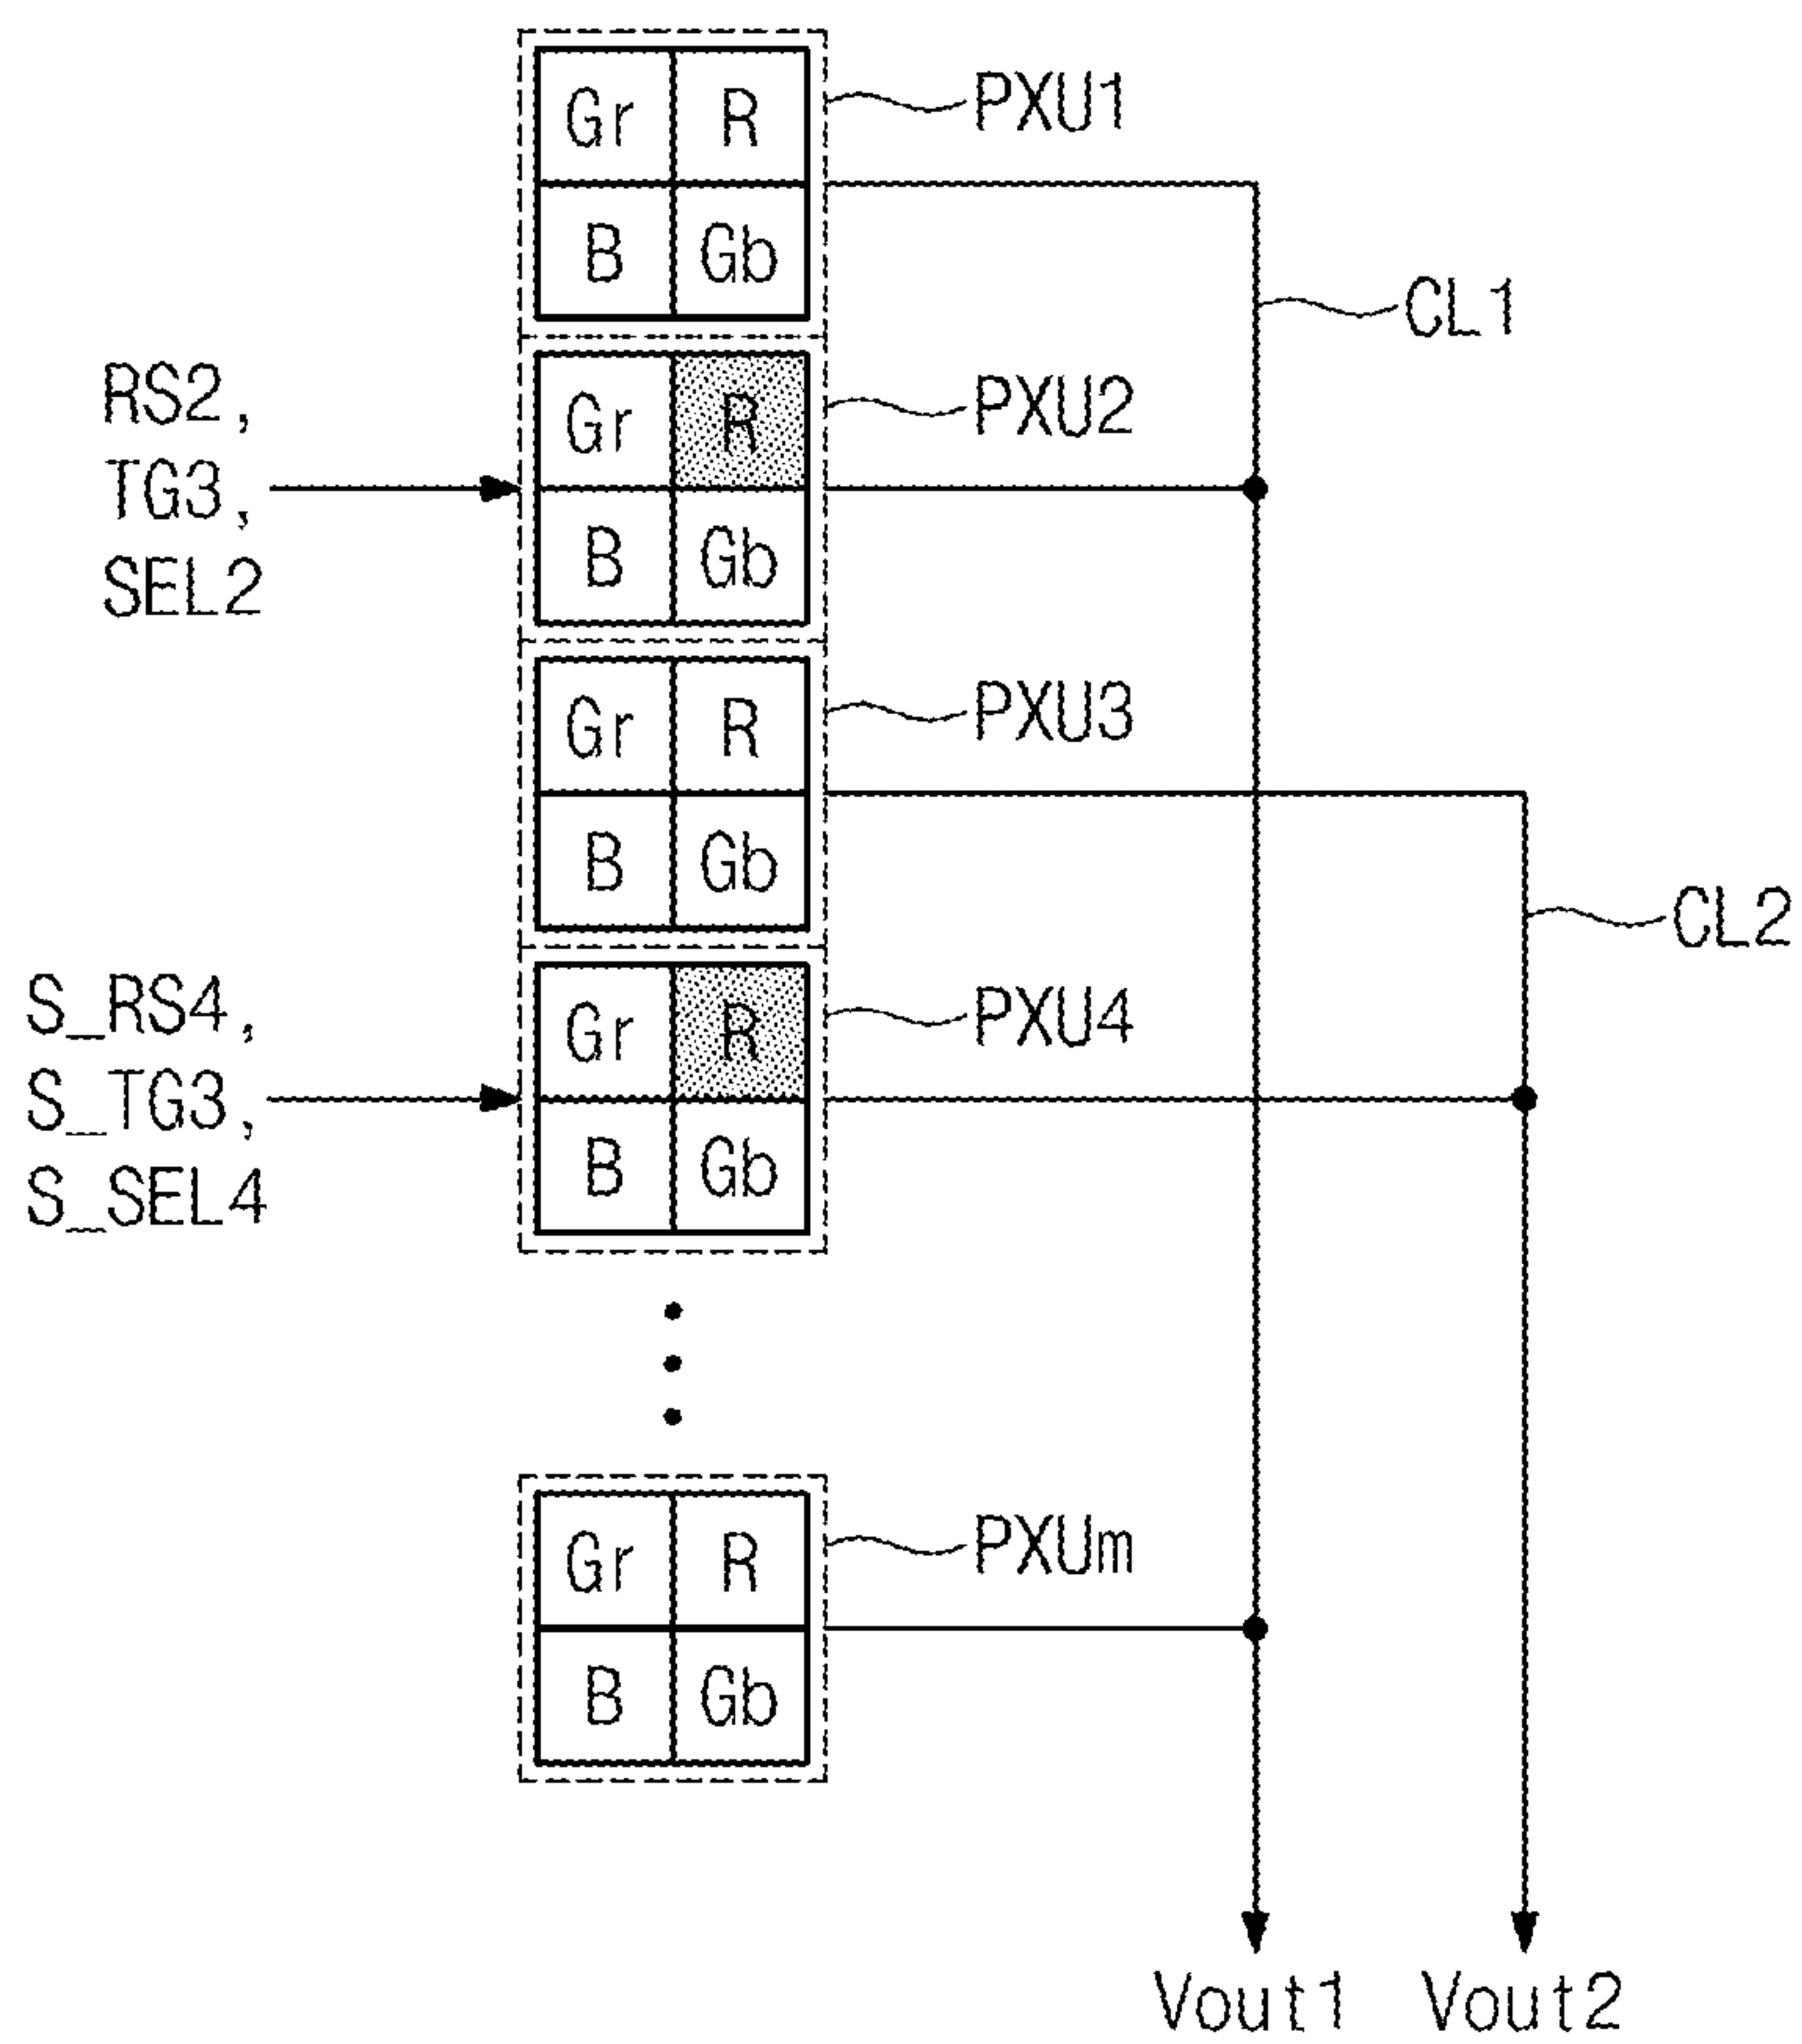 Gr R
PXU1
B Gb
CL1
RS2,
TG3,
SEL2
Gr R
PXU2
B Gb
Gr R
PXU3
B Gb
CL2
S_RS4,
S_TG3,
S_SEL4
Gr R
PXU4
B Gb
Gr R
PXUm
B Gb
Vout1 Vout2